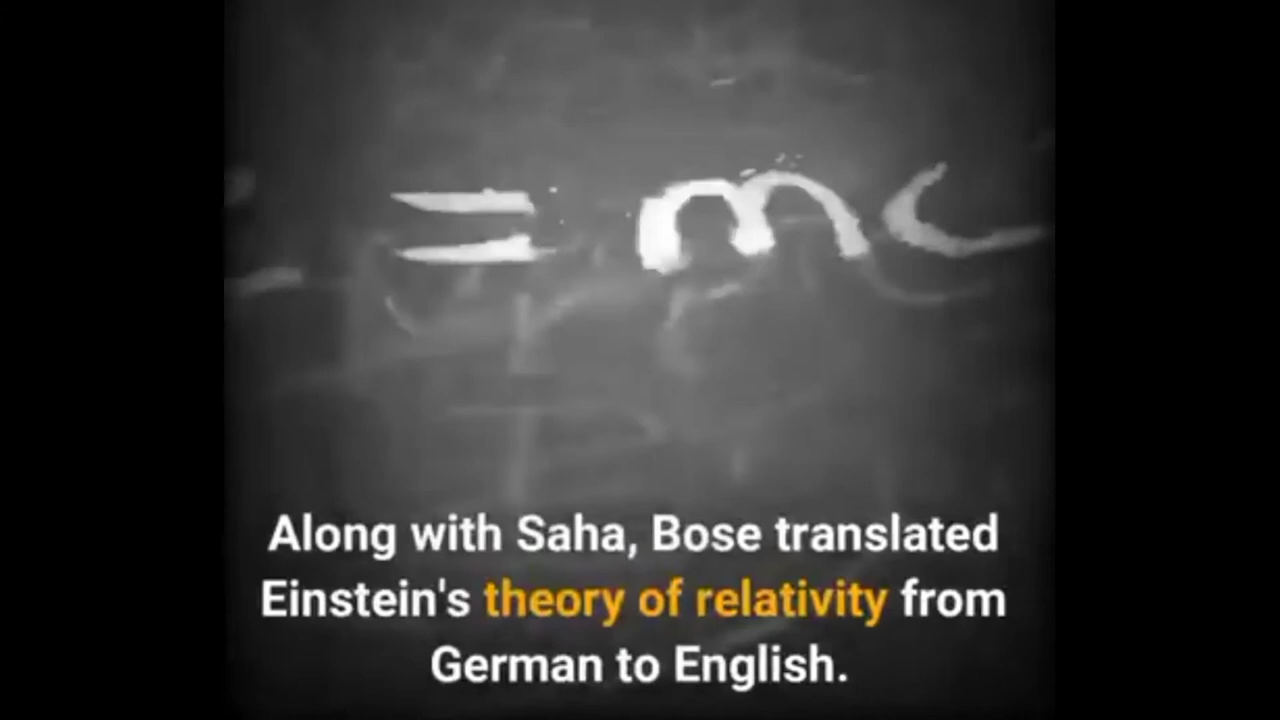 = mc
Along with Saha, Bose translated
Einstein's theory of relativity from
German to English.